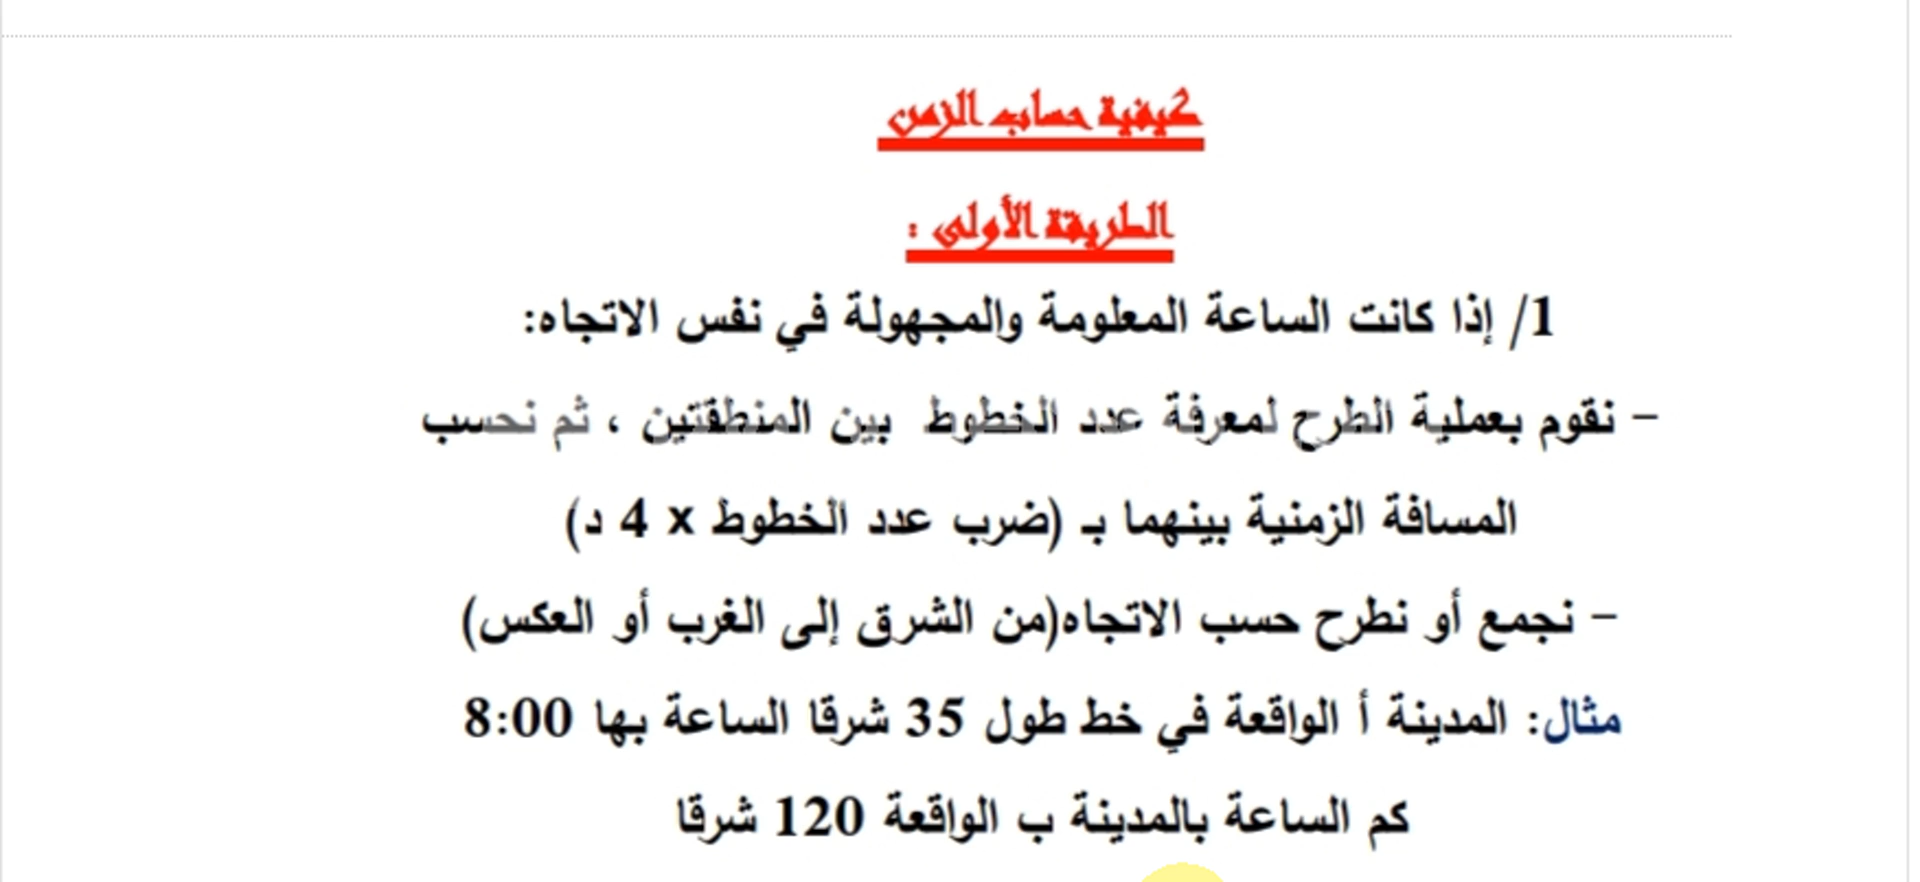 كيفية حساب الزمن
الطريقة الأولى :
1/ إذا كانت الساعة المعلومة والمجهولة في نفس الاتجاه:
– نقوم بعملية الطرح لمعرفة عدد الخطوط بين المنطقتين ، ثم نحسب
المسافة الزمنية بينهما بـ (ضرب عدد الخطوط x 4 د)
– نجمع أو نطرح حسب الاتجاه(من الشرق إلى الغرب أو العكس)
مثال: المدينة أ الواقعة في خط طول 35 شرقا الساعة بها 8:00
كم الساعة بالمدينة ب الواقعة 120 شرقا